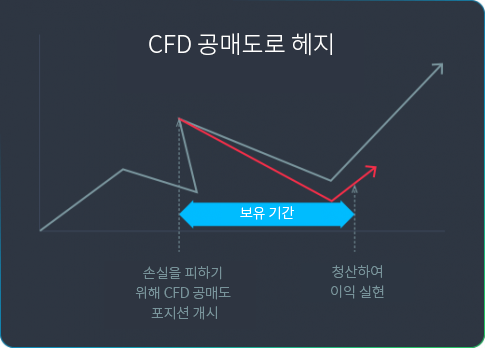 CFD 공매도로 헤지
보유 기간
손실을 피하기
위해 CFD 공매도
포지션 개시
청산하여
이익 실현